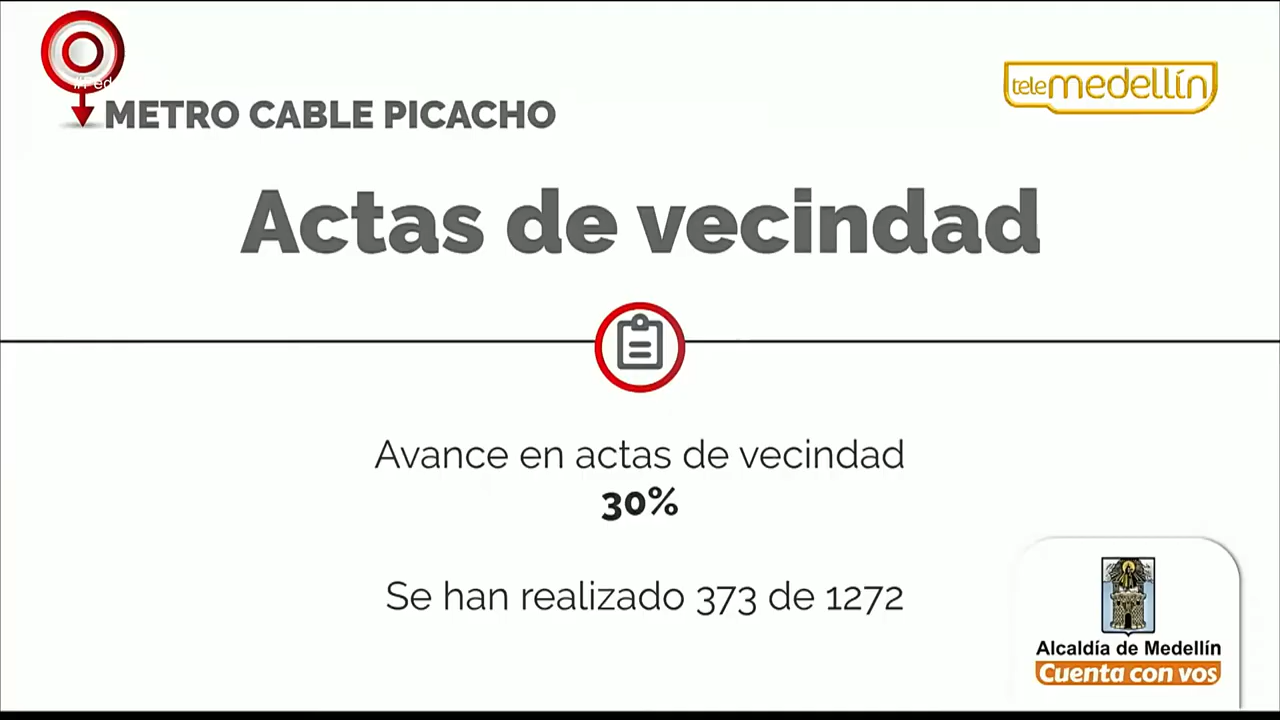 METRO CABLE PICACHO
telemedellín
Actas de vecindad
Avance en actas de vecindad
30%
Se han realizado 373 de 1272
Alcaldía de Medellín
Cuenta con vos